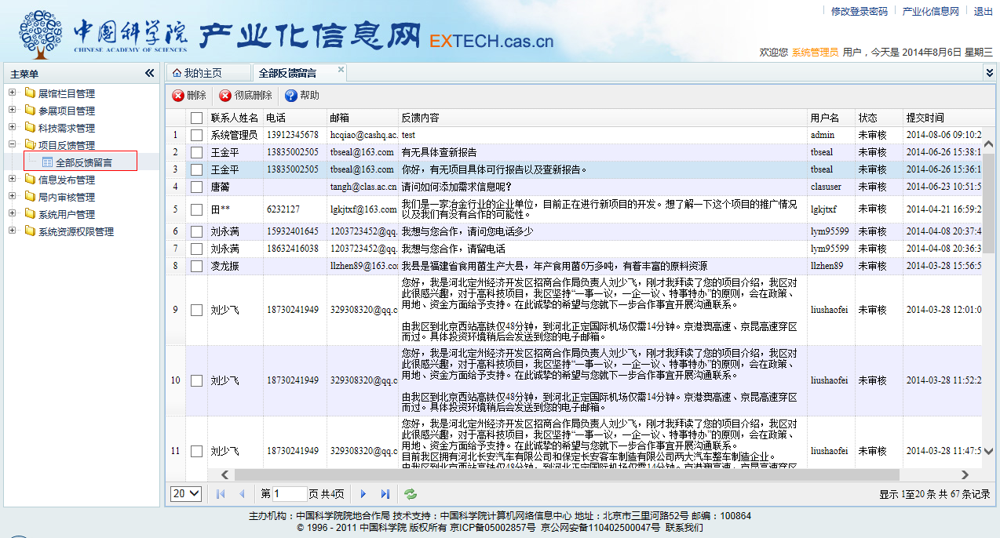 修改登录密码 产业化信息网 退出
中国科学院 产业化信息网 EXTECH.cas.cn
CHINESE ACADEMY OF SCIENCES
欢迎您 系统管理员 用户，今天是 2014年8月6日 星期三
主菜单
展馆栏目管理
参展项目管理
科技需求管理
项目反馈管理
全部反馈留言
信息发布管理
局内审核管理
系统用户管理
系统资源权限管理
我的主页 全部反馈留言
删除 彻底删除 帮助
联系人姓名 电话 邮箱 反馈内容 用户名 状态 提交时间
1 系统管理员 13912345678 hcqiao@cashq.ac. test admin 未审核 2014-08-06 09:10:2
2 王金平 13835002505 tbseal@163.com 有无具体查新报告 tbseal 未审核 2014-06-26 15:38:1
3 王金平 13835002505 tbseal@163.com 你好，有无项目具体可行报告以及查新报告。 tbseal 未审核 2014-06-26 15:36:1
4 唐蘅 tangh@clas.ac.cn 请问如何添加需求信息呢？ clasuser 未审核 2014-06-23 10:51:5
5 田** 6232127 lgkjtxf@163.com 我们是一家冶金行业的企业单位，目前正在进行新项目的开发。想了解一下这个项目的推广情况
以及我们有没有合作的可能性。 lgkjtxf 未审核 2014-04-21 16:59:2
6 刘永满 15932401645 1203723452@qq. 我想与您合作，请问您电话多少 lym95599 未审核 2014-04-08 20:37:4
7 刘永满 18632416038 1203723452@qq. 我想与您合作，请留电话 lym95599 未审核 2014-04-08 20:36:3
8 凌龙振 llzhen89@163.co 我县是福建省食用菌生产大县，年产食用菌6万多吨，有着丰富的原料资源 llzhen89 未审核 2014-03-28 15:56:5
您好，我是河北定州经济开发区招商合作局负责人刘少飞，刚才我拜读了您的项目介绍，我区对
此很感兴趣，对于高科技项目，我区坚持“一事一议，一企一议、特事特办”的原则，会在政策、
用地、资金方面给予支持。在此诚挚的希望与您就下一步合作事宜开展沟通联系。
9 刘少飞 18730241949 329308320@qq.c liushaofei 未审核 2014-03-28 12:01:0
由我区到北京西站高铁仅48分钟，到河北正定国际机场仅需14分钟。京港澳高速、京昆高速穿区
而过。具体投资环境稍后会发送到您的电子邮箱。
您好，我是河北定州经济开发区招商合作局负责人刘少飞，刚才我拜读了您的项目介绍，我区对
此很感兴趣，对于高科技项目，我区坚持“一事一议，一企一议、特事特办”的原则，会在政策、
用地、资金方面给予支持。在此诚挚的希望与您就下一步合作事宜开展沟通联系。
10 刘少飞 18730241949 329308320@qq.c liushaofei 未审核 2014-03-28 11:52:2
由我区到北京西站高铁仅48分钟，到河北正定国际机场仅需14分钟。京港澳高速、京昆高速穿区
而过。具体投资环境稍后会发送到您的电子邮箱。
您好，我是河北定州经济开发区招商合作局负责人刘少飞，刚才我拜读了您的项目介绍，我区对
此很感兴趣，对于高科技项目，我区坚持“一事一议，一企一议、特事特办”的原则，会在政策、
用地、资金方面给予支持。在此诚挚的希望与您就下一步合作事宜开展沟通联系。
11 刘少飞 18730241949 329308320@qq.c 目前我区拥有河北长安汽车有限公司和保定长安客车制造有限公司两大汽车整车制造企业。 liushaofei 未审核 2014-03-28 11:47:5
由我区到北京西站高铁仅48分钟，到河北正定国际机场仅需14分钟。京港澳高速、京昆高速穿区
20 第 1 页 共4页 显示 1至20 条 共 67 条记录
主办机构：中国科学院院地合作局 技术支持：中国科学院计算机网络信息中心 地址：北京市三里河路52号 邮编：100864
© 1996 - 2011 中国科学院 版权所有 京ICP备05002857号 京公网安备110402500047号 联系我们